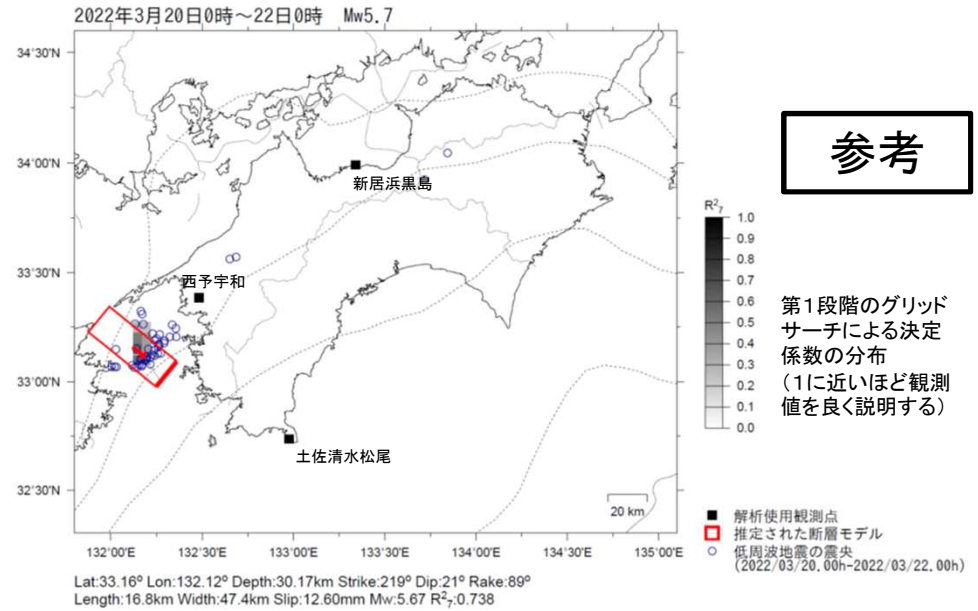 2022年3月20日0時～22日0時 Mw5.7
参考
34°30'N
34°00'N
33°30'N
33°00'N
32°30'N
新居浜黒島
西予宇和
土佐清水松尾
20 km
132°00'E
132°30'E
133°00'E
133°30'E
134°00'E
134°30'E
135°00'E
R²₇
1.0
0.9
0.8
0.7
0.6
0.5
0.4
0.3
0.2
0.1
0.0
第1段階のグリッド
サーチによる決定
係数の分布
(1に近いほど観測
値を良く説明する)
解析使用観測点
推定された断層モデル
低周波地震の震央
(2022/03/20.00h-2022/03/22.00h)
Lat:33.16° Lon:132.12° Depth:30.17km Strike:219° Dip:21° Rake:89°
Length:16.8km Width:47.4km Slip:12.60mm Mw:5.67 R²₇:0.738